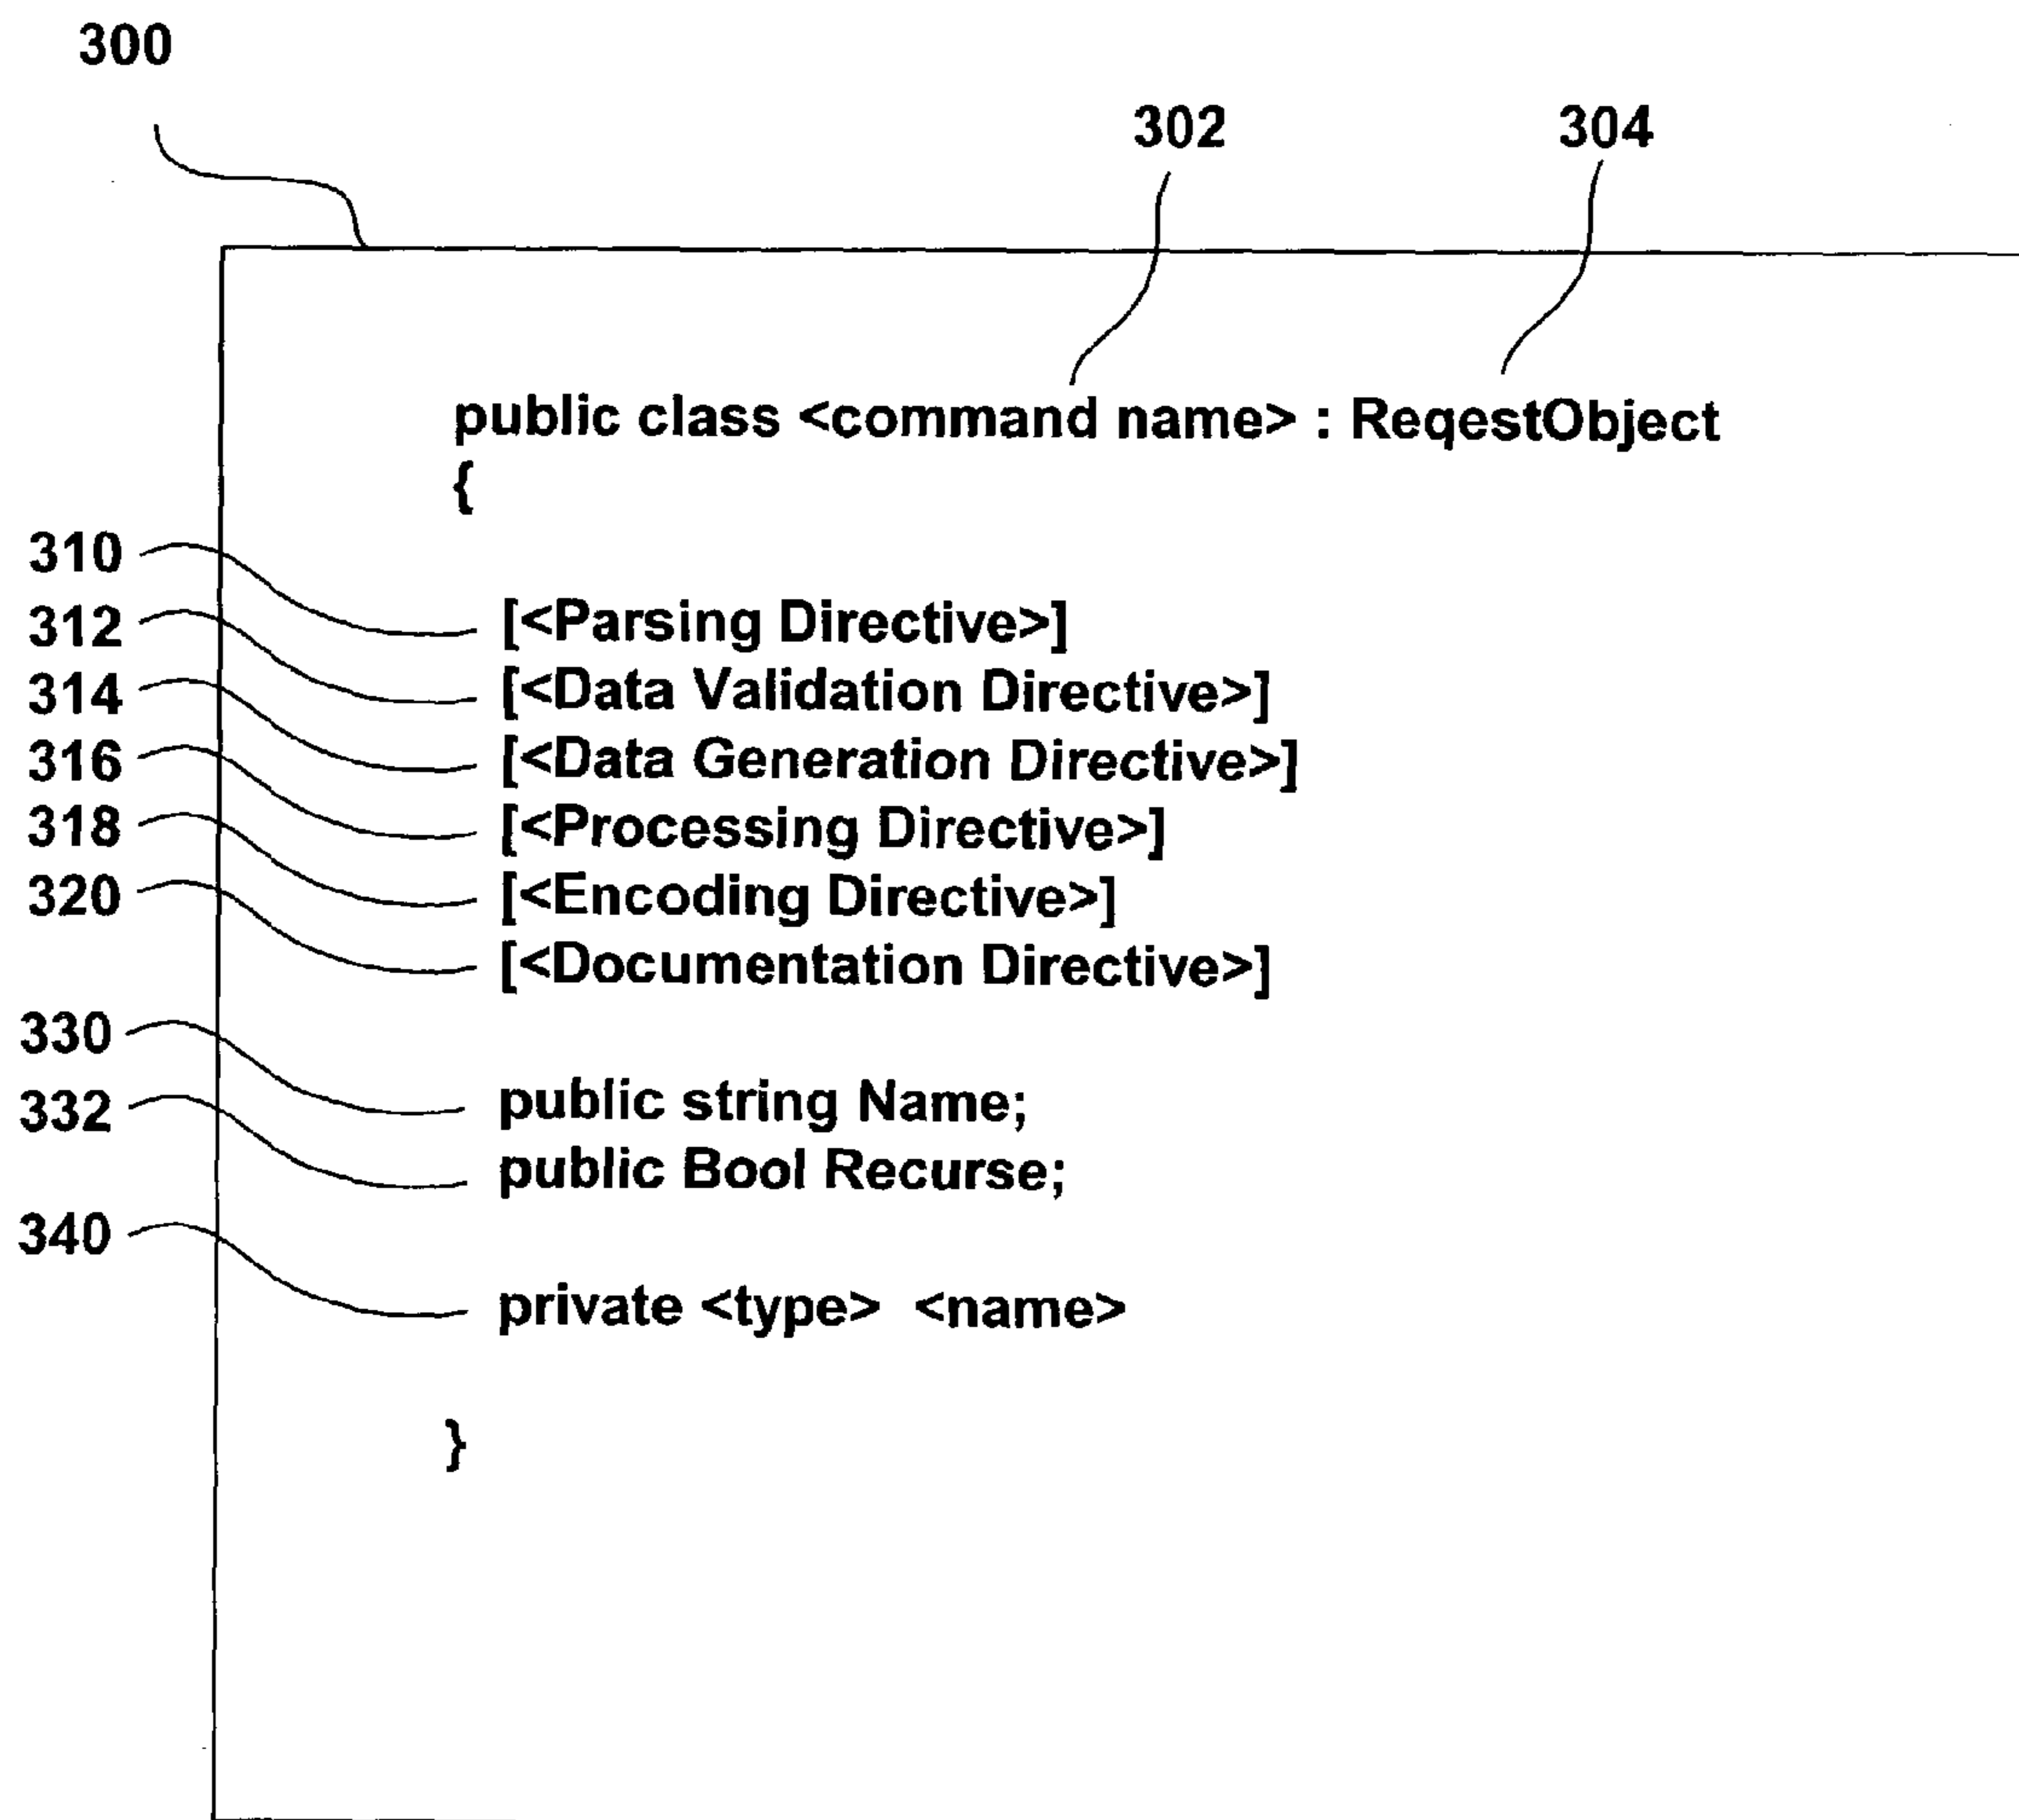 300
302 304
public class <command name> : ReqestObject
{
310 [<Parsing Directive>]
312 [<Data Validation Directive>]
314 [<Data Generation Directive>]
316 [<Processing Directive>]
318 [<Encoding Directive>]
320 [<Documentation Directive>]
330 public string Name;
332 public Bool Recurse;
340 private <type> <name>
}